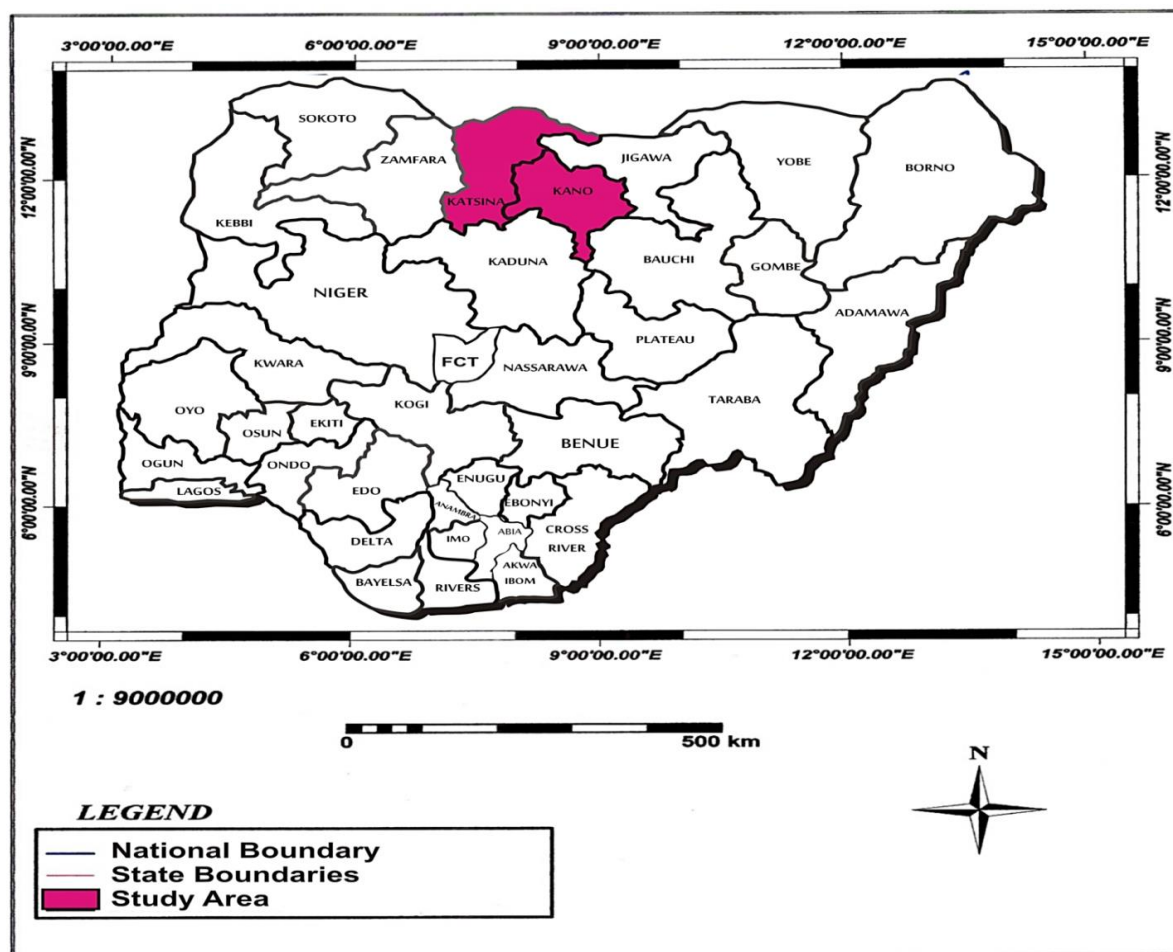 3°00'00.00"E 6°00'00.00"E 9°00'00.00"E 12°00'00.00"E 15°00'00.00"E
12°00'00.00"N
9°00'00.00"N
6°00'00.00"N
SOKOTO
ZAMFARA
KATSINA
KANO
JIGAWA
YOBE
BORNO
KEBBI
NIGER
KADUNA
BAUCHI
GOMBE
ADAMAWA
PLATEAU
FCT
NASSARAWA
KWARA
KOGI
TARABA
OYO
OSUN
EKITI
BENUE
OGUN
ONDO
LAGOS
EDO
ENUGU
EBONYI
ANAMBRA
CROSS
RIVER
DELTA
IMO
ABIA
AKWA
IBOM
BAYELSA
RIVERS
12°00'00.00"N
9°00'00.00"N
6°00'00.00"N
3°00'00.00"E 6°00'00.00"E 9°00'00.00"E 12°00'00.00"E 15°00'00.00"E
1 : 9000000
0 500 km
N
LEGEND
National Boundary
State Boundaries
Study Area